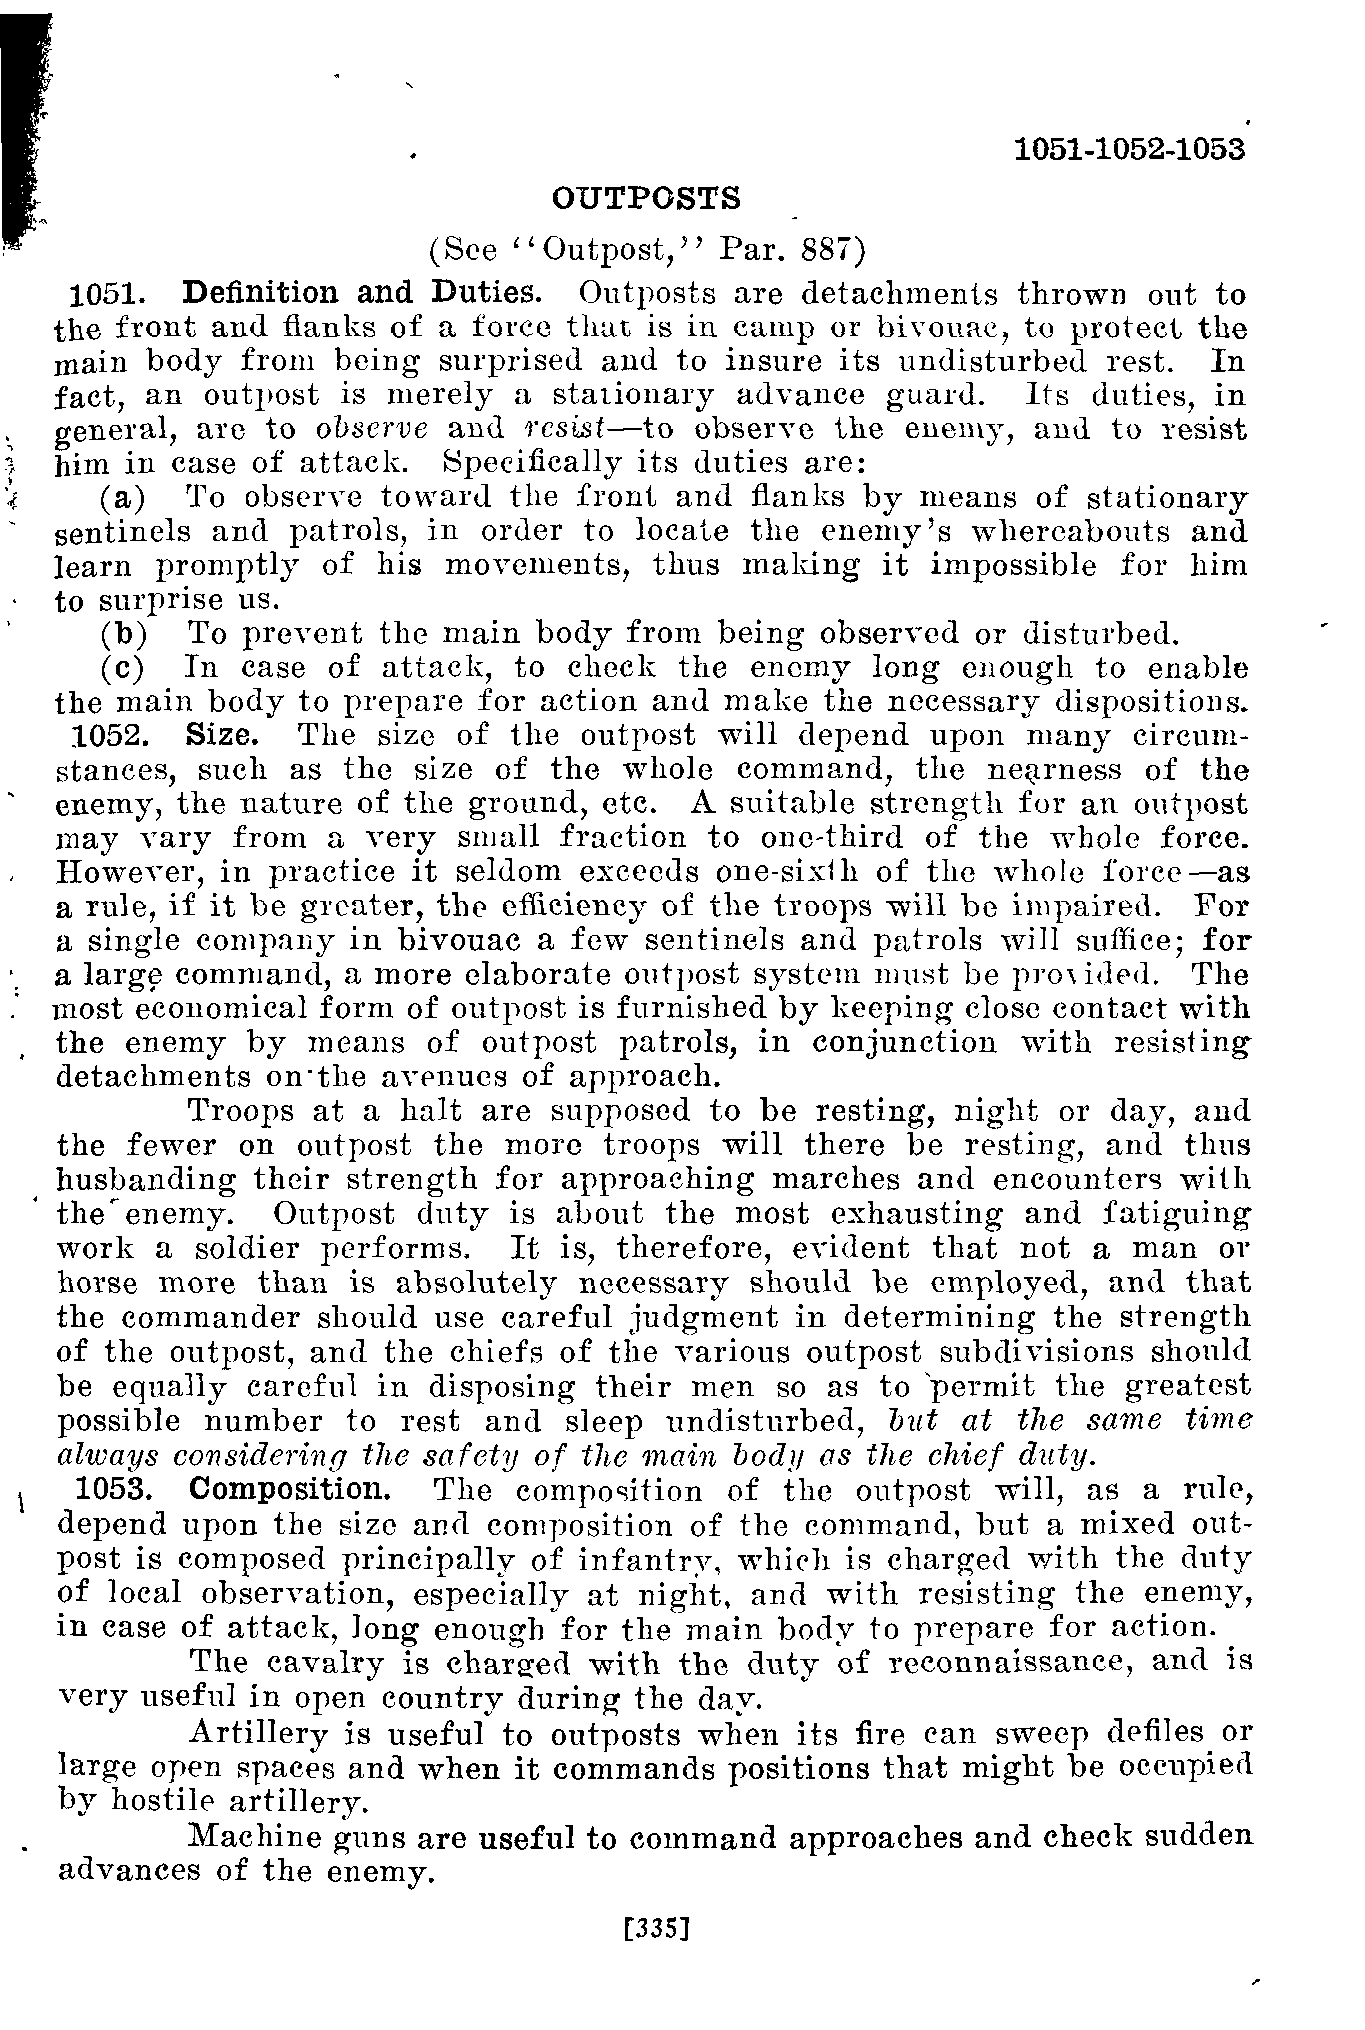 1051-1052-1053
OUTPOSTS
(See ‘‘Outpost,’’ Par. 887)
1051. Definition and Duties. Outposts are detachments thrown out to
the front and flanks of a force that is in camp or bivouac, to protect the
main body from being surprised and to insure its undisturbed rest. In
fact, an outpost is merely a stationary advance guard. Its duties, in
general, are to observe and resist—to observe the enemy, and to resist
him in case of attack. Specifically its duties are:
(a) To observe toward the front and flanks by means of stationary
sentinels and patrols, in order to locate the enemy's whereabouts and
learn promptly of his movements, thus making it impossible for him
to surprise us.
(b) To prevent the main body from being observed or disturbed.
(c) In case of attack, to check the enemy long enough to enable
the main body to prepare for action and make the necessary dispositions.
1052. Size. The size of the outpost will depend upon many circum-
stances, such as the size of the whole command, the nearness of the
enemy, the nature of the ground, etc. A suitable strength for an outpost
may vary from a very small fraction to one-third of the whole force.
However, in practice it seldom exceeds one-sixth of the whole force—as
a rule, if it be greater, the efficiency of the troops will be impaired. For
a single company in bivouac a few sentinels and patrols will suffice; for
a large command, a more elaborate outpost system must be provided. The
most economical form of outpost is furnished by keeping close contact with
the enemy by means of outpost patrols, in conjunction with resisting
detachments on the avenues of approach.
Troops at a halt are supposed to be resting, night or day, and
the fewer on outpost the more troops will there be resting, and thus
husbanding their strength for approaching marches and encounters with
the enemy. Outpost duty is about the most exhausting and fatiguing
work a soldier performs. It is, therefore, evident that not a man or
horse more than is absolutely necessary should be employed, and that
the commander should use careful judgment in determining the strength
of the outpost, and the chiefs of the various outpost subdivisions should
be equally careful in disposing their men so as to permit the greatest
possible number to rest and sleep undisturbed, but at the same time
always considering the safety of the main body as the chief duty.
1053. Composition. The composition of the outpost will, as a rule,
depend upon the size and composition of the command, but a mixed out-
post is composed principally of infantry, which is charged with the duty
of local observation, especially at night, and with resisting the enemy,
in case of attack, long enough for the main body to prepare for action.
The cavalry is charged with the duty of reconnaissance, and is
very useful in open country during the day.
Artillery is useful to outposts when its fire can sweep defiles or
large open spaces and when it commands positions that might be occupied
by hostile artillery.
Machine guns are useful to command approaches and check sudden
advances of the enemy.
[335]